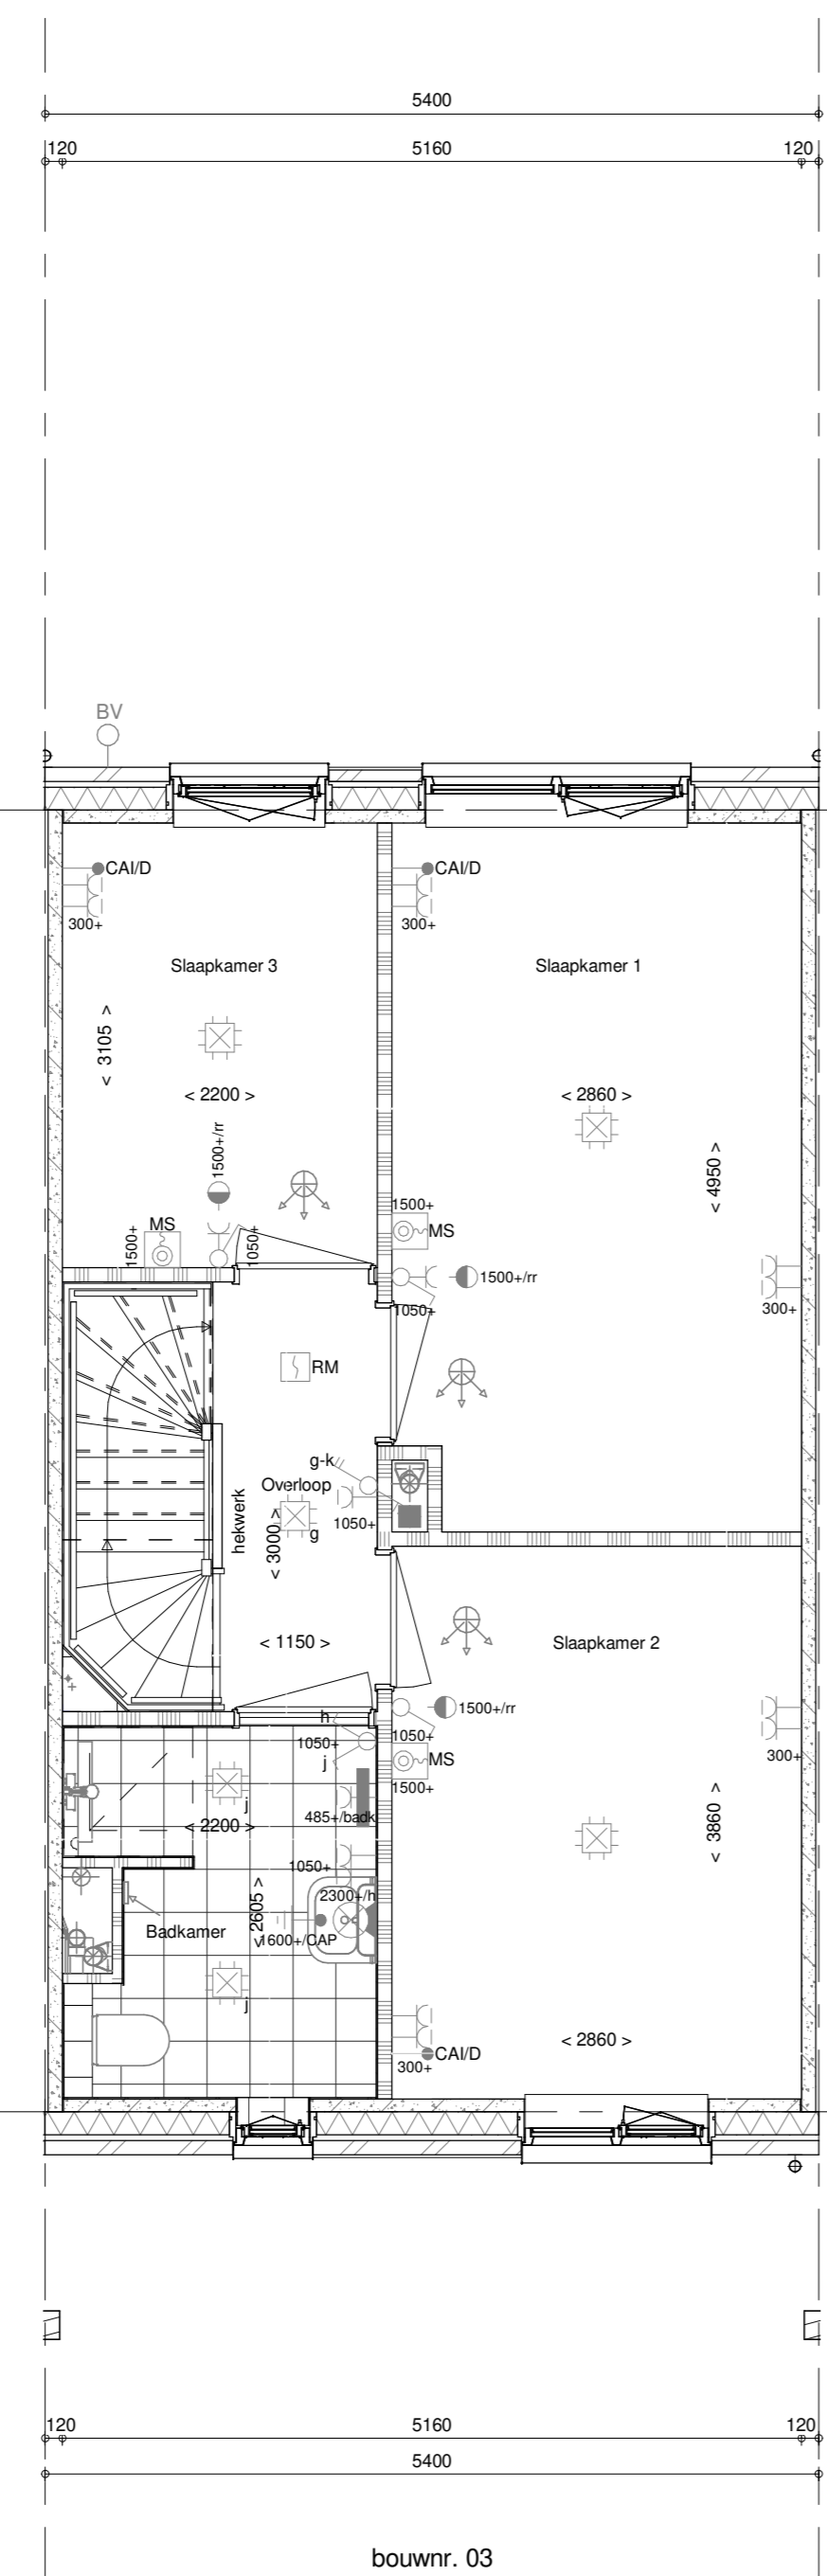 5400
120 5160 120
BV
CAI/D CAI/D
300+ 300+
Slaapkamer 3 Slaapkamer 1
< 3105 >
< 2200 > < 2860 >
1500+/rr
< 4950 >
1500+
MS
1500+
1050+
MS
1500+/rr
1050+
300+
RM
g-k
Overloop
1050+
g
hekwerk
< 3000 >
< 1150 >
Slaapkamer 2
h
1050+
j
1050+
1500+/rr
MS
1500+
300+
j
485+/badk
< 2200 >
< 3860 >
1050+
2300+/h
< 2605 >
Badkamer
1600+/CAP
j
< 2860 >
CAI/D
300+
120 5160 120
5400
bouwnr. 03